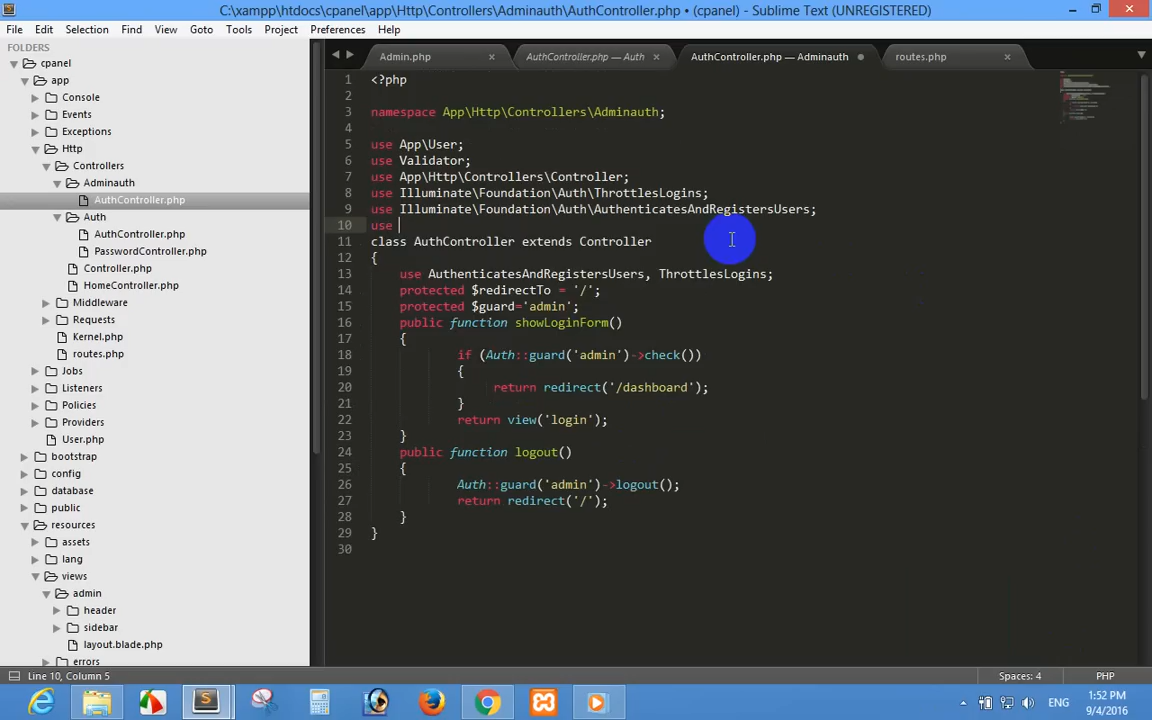 C:\xampp\htdocs\cpanel\app\Http\Controllers\Adminauth\AuthController.php • (cpanel) - Sublime Text (UNREGISTERED)
File Edit Selection Find View Goto Tools Project Preferences Help
FOLDERS
cpanel
app
Console
Events
Exceptions
Http
Controllers
Adminauth
AuthController.php
Auth
AuthController.php
PasswordController.php
Controller.php
HomeController.php
Middleware
Requests
Kernel.php
routes.php
Jobs
Listeners
Policies
Providers
User.php
bootstrap
config
database
public
resources
assets
lang
views
admin
header
sidebar
layout.blade.php
errors
Admin.php AuthController.php — Auth AuthController.php — Adminauth routes.php
1 <?php
2
3 namespace App\Http\Controllers\Adminauth;
4
5 use App\User;
6 use Validator;
7 use App\Http\Controllers\Controller;
8 use Illuminate\Foundation\Auth\ThrottlesLogins;
9 use Illuminate\Foundation\Auth\AuthenticatesAndRegistersUsers;
10 use
11 class AuthController extends Controller
12 {
13 use AuthenticatesAndRegistersUsers, ThrottlesLogins;
14 protected $redirectTo = '/';
15 protected $guard='admin';
16 public function showLoginForm()
17 {
18 if (Auth::guard('admin')->check())
19 {
20 return redirect('/dashboard');
21 }
22 return view('login');
23 }
24 public function logout()
25 {
26 Auth::guard('admin')->logout();
27 return redirect('/');
28 }
29 }
30
Line 10, Column 5 Spaces: 4 PHP
ENG
1:52 PM
9/4/2016